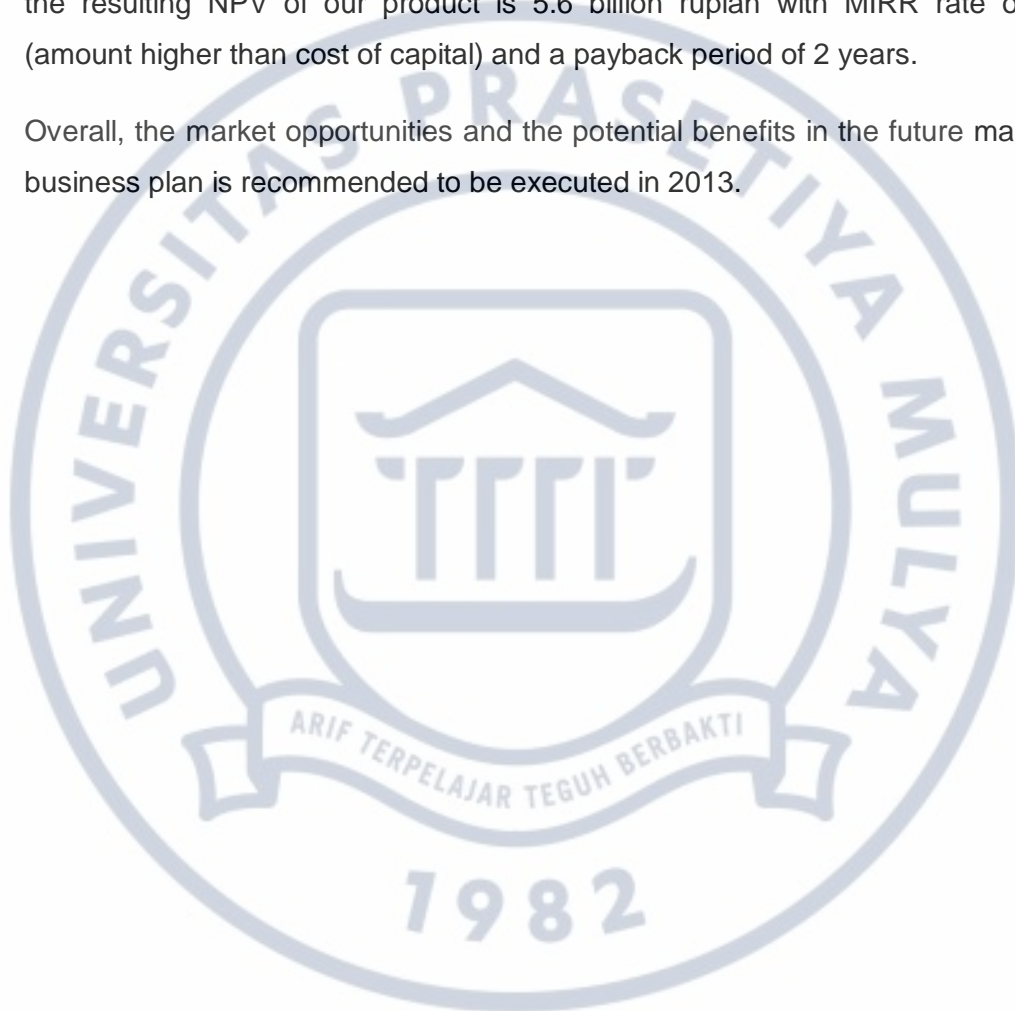 the resulting NPV of our product is 5.6 billion rupiah with MIRR rate
(amount higher than cost of capital) and a payback period of 2 years.
Overall, the market opportunities and the potential benefits in the future
business plan is recommended to be executed in 2013.
UNIVERSITAS PRASETIYA MULYA
ARIF TERPELAJAR TEGUH BERBAKTI
1982